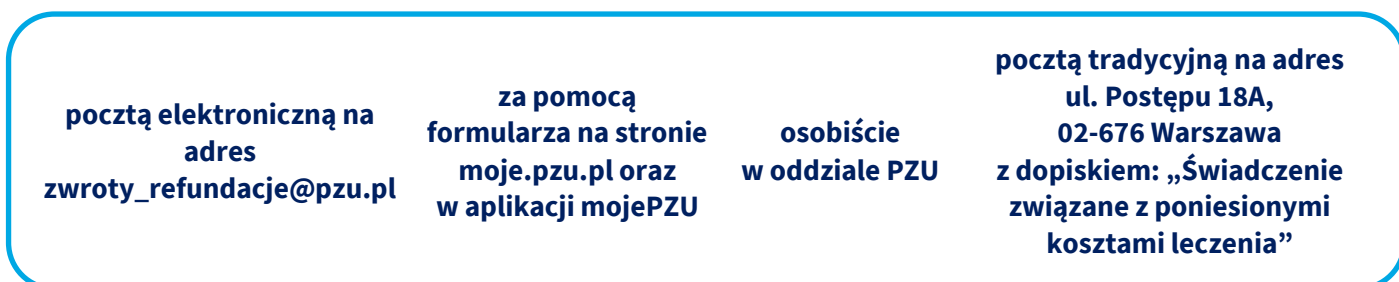 pocztą elektroniczną na
adres
zwroty_refundacje@pzu.pl
za pomocą
formularza na stronie
moje.pzu.pl oraz
w aplikacji mojePZU
osobiście
w oddziale PZU
pocztą tradycyjną na adres
ul. Postępu 18A,
02-676 Warszawa
z dopiskiem: „Świadczenie
związane z poniesionymi
kosztami leczenia”